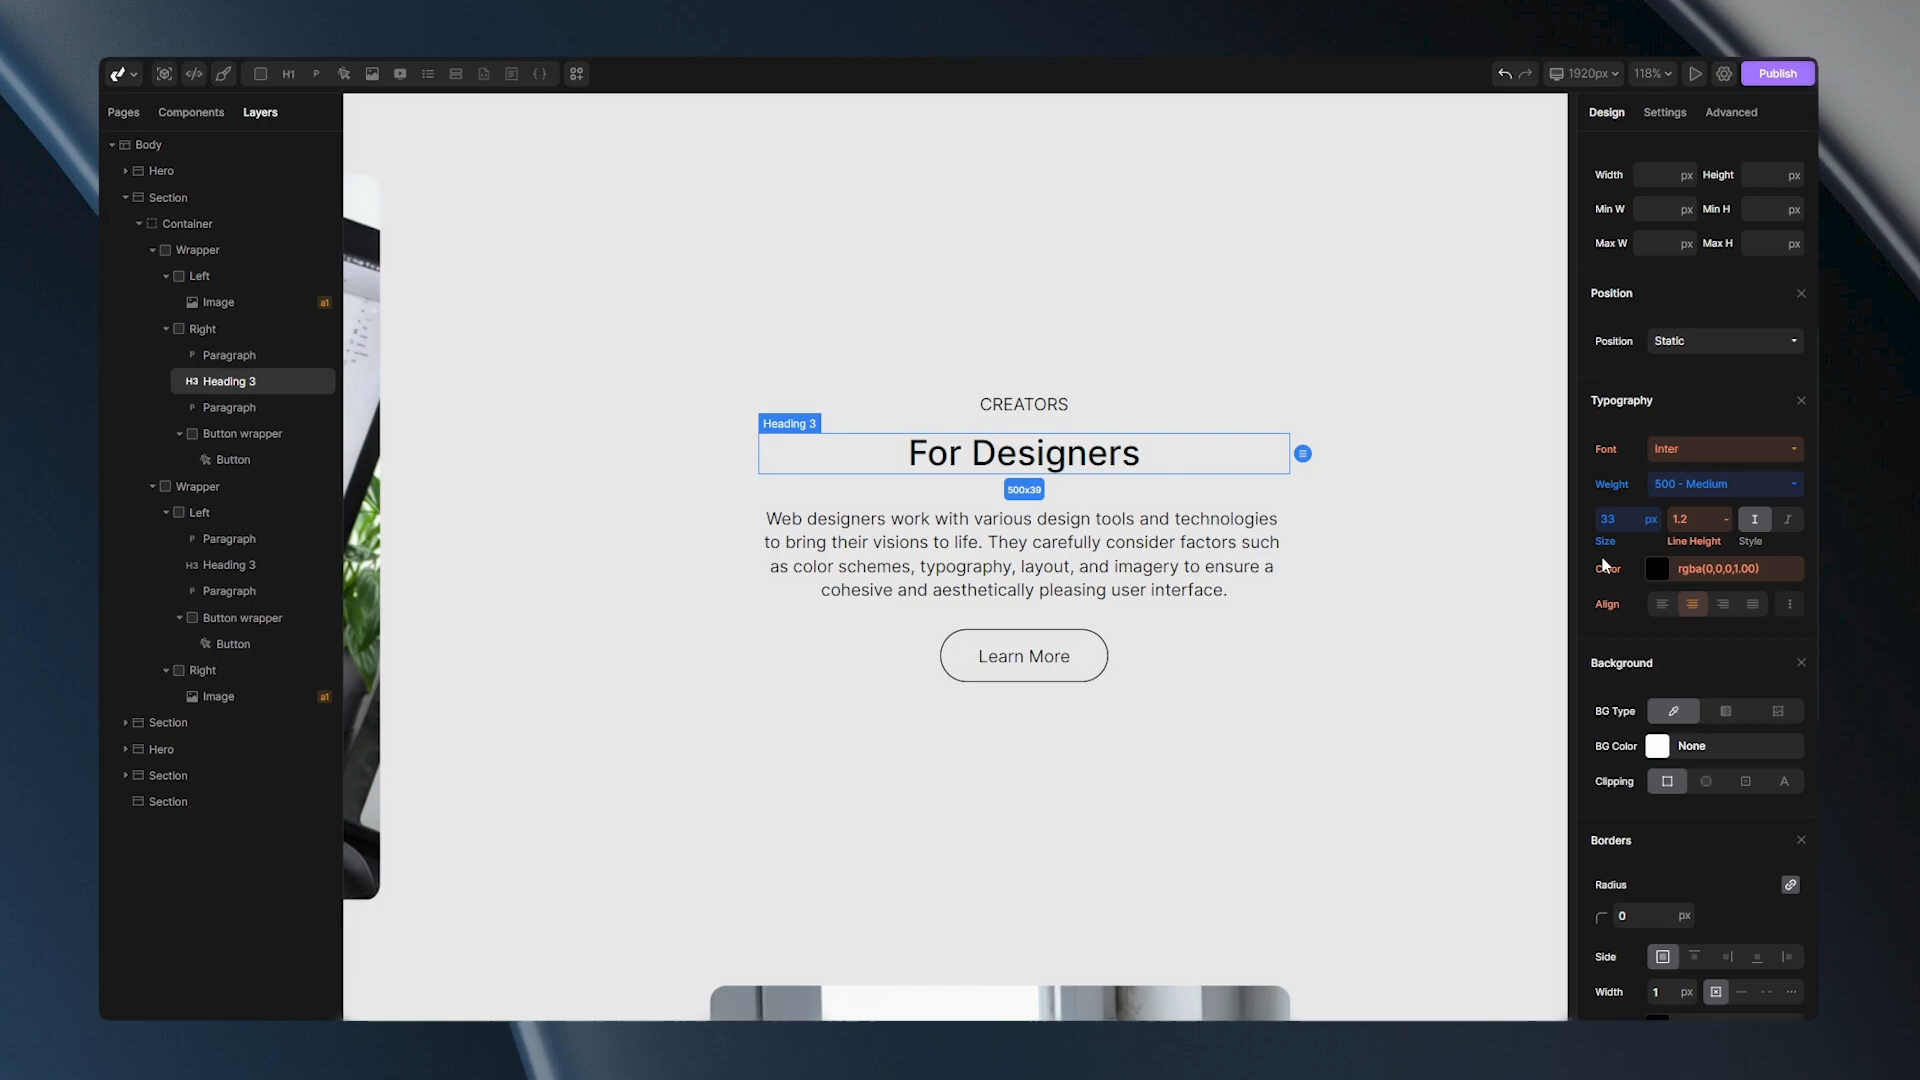 H1
P
1920px
118%
Publish
Pages
Components
Layers
Body
Hero
Section
Container
Wrapper
Left
Image
a1
Right
P Paragraph
H3 Heading 3
P Paragraph
Button wrapper
Button
Wrapper
Left
P Paragraph
H3 Heading 3
P Paragraph
Button wrapper
Button
Right
Image
a1
Section
Hero
Section
Section
CREATORS
Heading 3
For Designers
500x39
Web designers work with various design tools and technologies
to bring their visions to life. They carefully consider factors such
as color schemes, typography, layout, and imagery to ensure a
cohesive and aesthetically pleasing user interface.
Learn More
Design
Settings
Advanced
Width px Height px
Min W px Min H px
Max W px Max H px
Position
Position Static
Typography
Font Inter
Weight 500 - Medium
33 px 1.2 - I I
Size Line Height Style
Color rgba(0,0,0,1.00)
Align
Background
BG Type
BG Color None
Clipping A
Borders
Radius
0 px
Side
Width 1 px